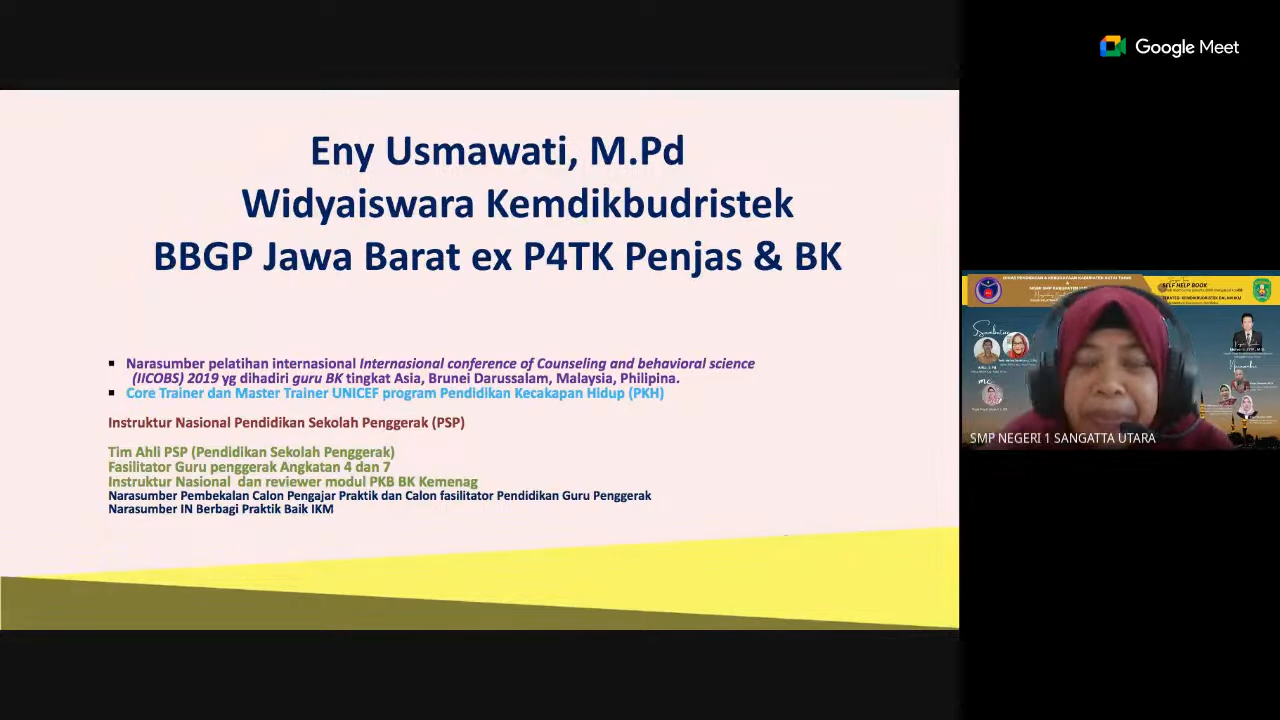 Google Meet
Eny Usmawati, M.Pd
Widyaiswara Kemdikbudristek
BBGP Jawa Barat ex P4TK Penjas & BK
▪ Narasumber pelatihan internasional Internasional conference of Counseling and behavioral science
(IICOBS) 2019 yg dihadiri guru BK tingkat Asia, Brunei Darussalam, Malaysia, Philipina.
▪ Core Trainer dan Master Trainer UNICEF program Pendidikan Kecakapan Hidup (PKH)
Instruktur Nasional Pendidikan Sekolah Penggerak (PSP)
Tim Ahli PSP (Pendidikan Sekolah Penggerak)
Fasilitator Guru penggerak Angkatan 4 dan 7
Instruktur Nasional dan reviewer modul PKB BK Kemenag
Narasumber Pembekalan Calon Pengajar Praktik dan Calon fasilitator Pendidikan Guru Penggerak
Narasumber IN Berbagi Praktik Baik IKM
SELF HELP BOOK
SMP NEGERI 1 SANGATTA UTARA